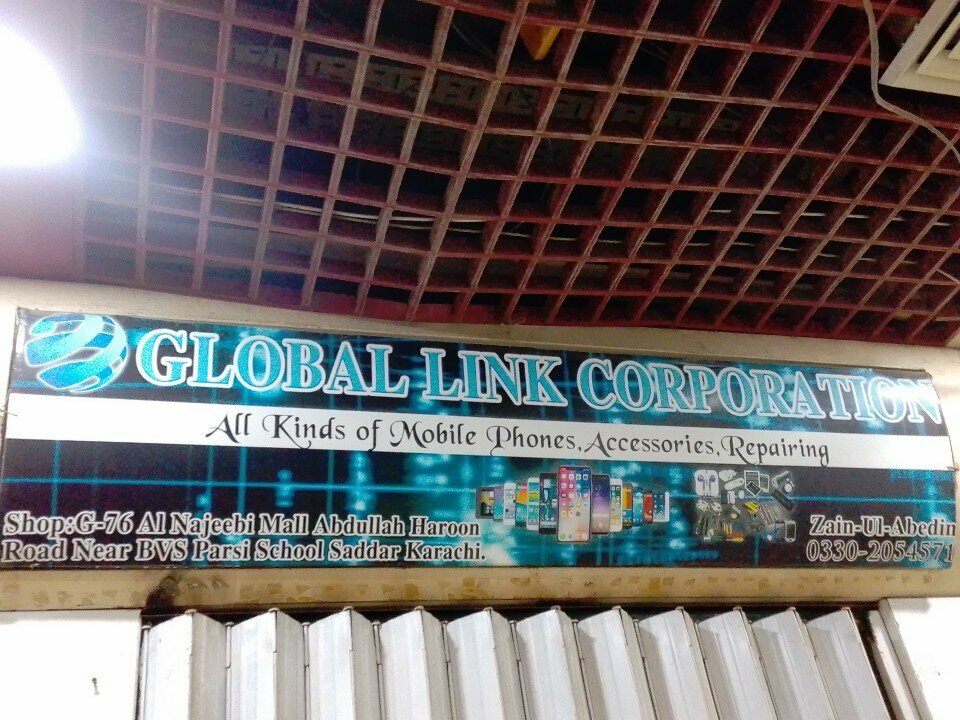 GLOBAL LINK CORPORATION
All Kinds of Mobile Phones,Accessories,Repairing
Shop:G-76 Al Najeebi Mall Abdullah Haroon
Road Near BVS Parsi School Saddar Karachi.
Zain-Ul-Abedin
0330-2054571